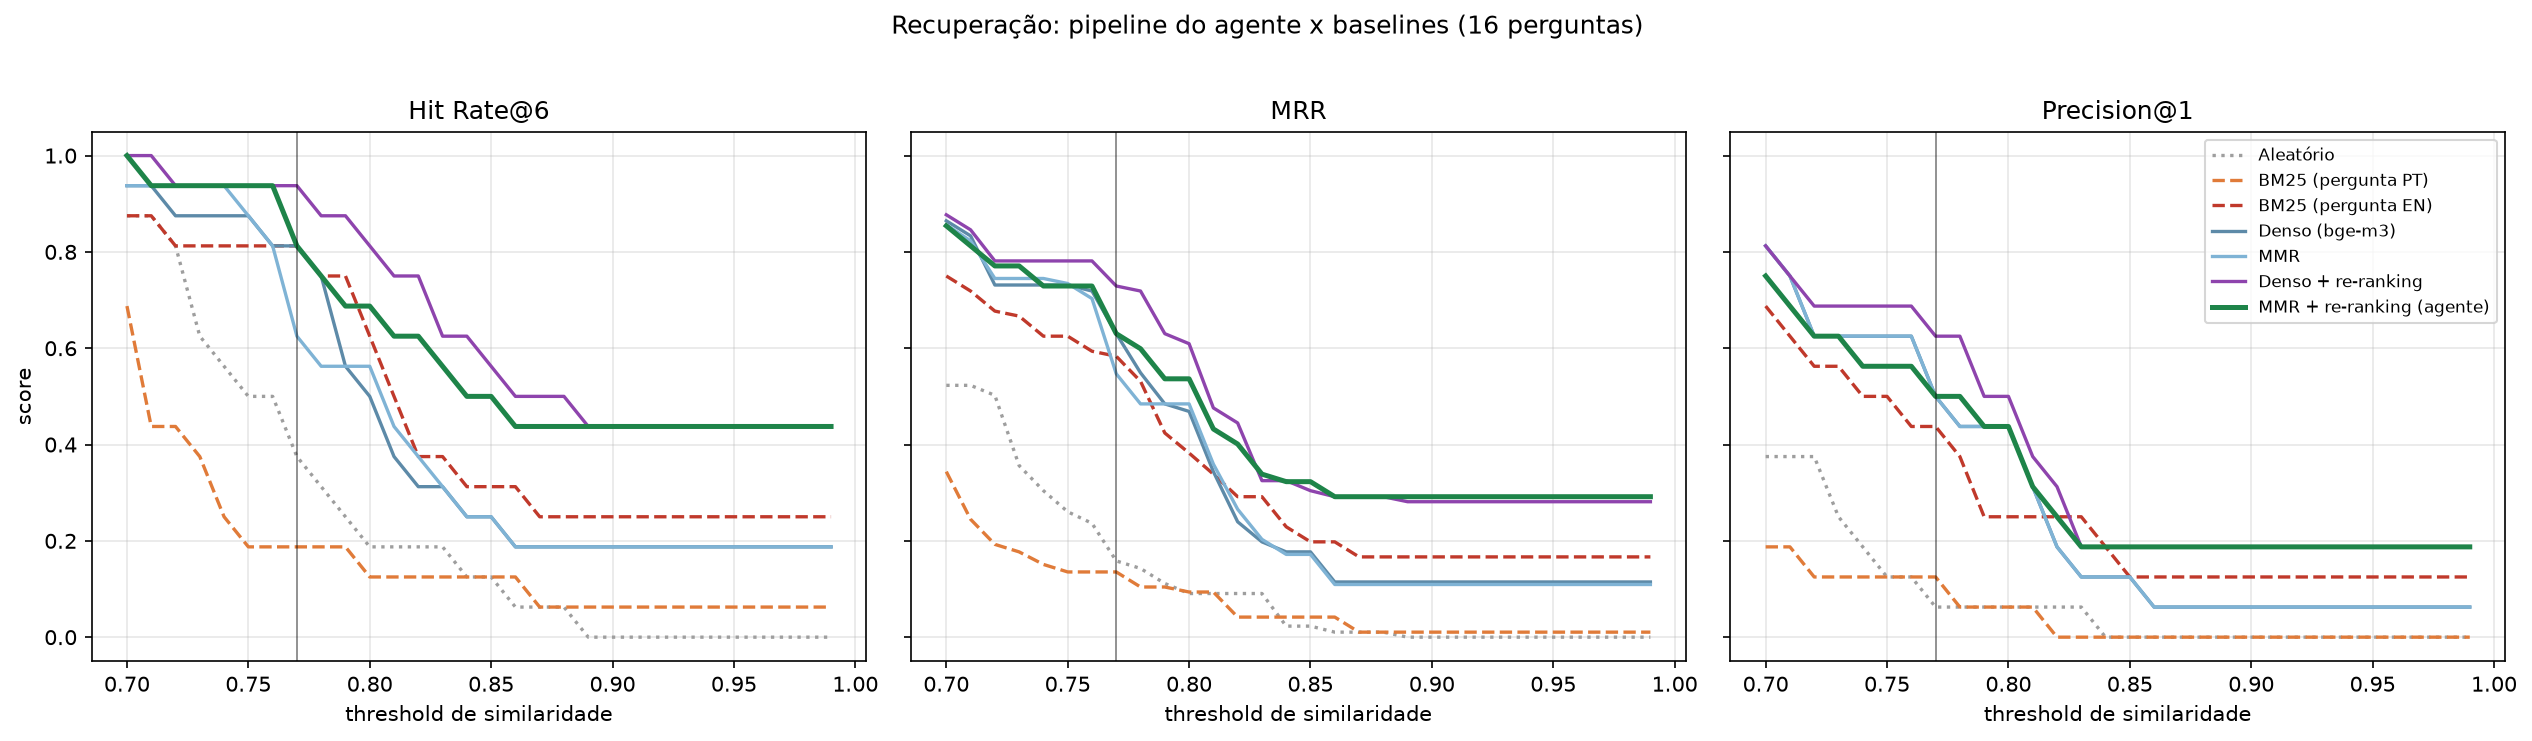 Recuperação: pipeline do agente x baselines (16 perguntas)
Hit Rate@6
MRR
Precision@1
score
1.0
0.8
0.6
0.4
0.2
0.0
0.70 0.75 0.80 0.85 0.90 0.95 1.00
threshold de similaridade
0.70 0.75 0.80 0.85 0.90 0.95 1.00
threshold de similaridade
Aleatório
BM25 (pergunta PT)
BM25 (pergunta EN)
Denso (bge-m3)
MMR
Denso + re-ranking
MMR + re-ranking (agente)
0.70 0.75 0.80 0.85 0.90 0.95 1.00
threshold de similaridade